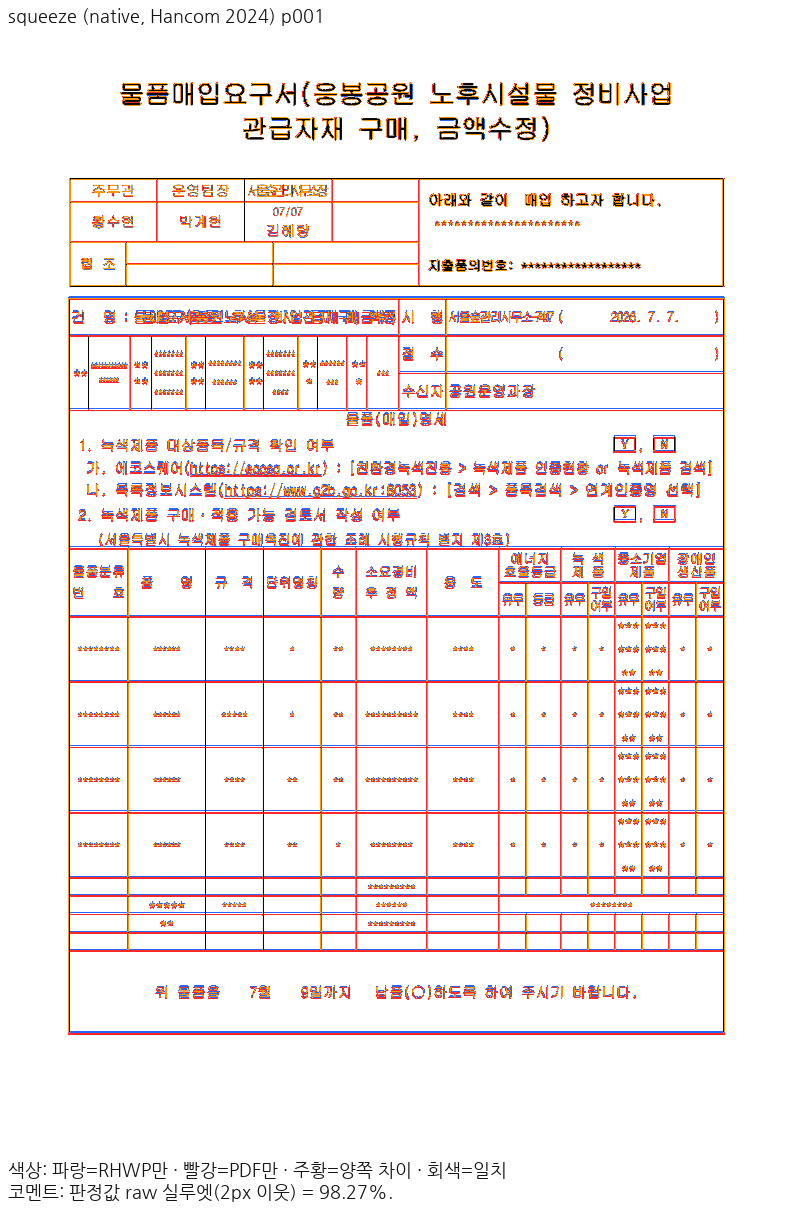 squeeze (native, Hancom 2024) p001
물품매입요구서(응봉공원 노후시설물 정비사업
관급자재 구매, 금액수정)
주무관 운영팀장
아래와 같이 매입 하고자 합니다.
황수현 박계현 07/07 김혜량
**********************
협 조
지출품의번호: ******************
건 명 :
시 행 서울숲관리사무소-7417 ( 2026. 7. 7. )
접 수 ( )
수신자 공원운영과장
물품(매입)명세
1. 녹색제품 대상품목/규격 확인 여부 Y , N
가. 에코스퀘어(https://ecosq.or.kr) : [친환경녹색진흥 > 녹색제품 인증현황 or 녹색제품 검색]
나. 목록정보시스템(https://www.g2b.go.kr:8053) : [검색 > 품목검색 > 연계인증명 선택]
2. 녹색제품 구매·적용 가능 검토서 작성 여부 Y , N
(서울특별시 녹색제품 구매촉진에 관한 조례 시행규칙 별지 제3호)
물품분류 번 호 품 명 규 격 단위명칭 수 량 소요경비 추 정 액 용 도 에너지 효율등급 녹 색 제 품 중소기업 제품 장애인 생산품
유무 등급 유무 구입 여부 유무 구입 여부 유무 구입 여부
위 물품을 7월 9일까지 납품(○)하도록 하여 주시기 바랍니다.
색상: 파랑=RHWP만 · 빨강=PDF만 · 주황=양쪽 차이 · 회색=일치
코멘트: 판정값 raw 실루엣(2px 이웃) = 98.27%.